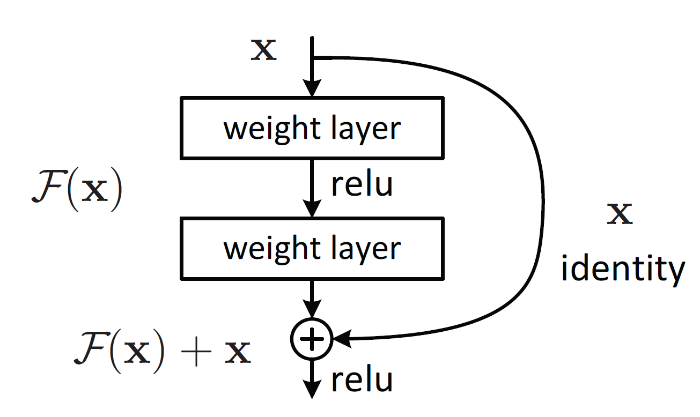 x
weight layer
relu
𝓕(x)
x
weight layer
identity
+
𝓕(x) + x
relu